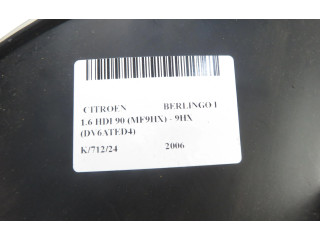 CITROEN BERLINGO I
1.6 HDI 90 (MF9HX) - 9HX
(DV6ATED4)
K/712/24 2006